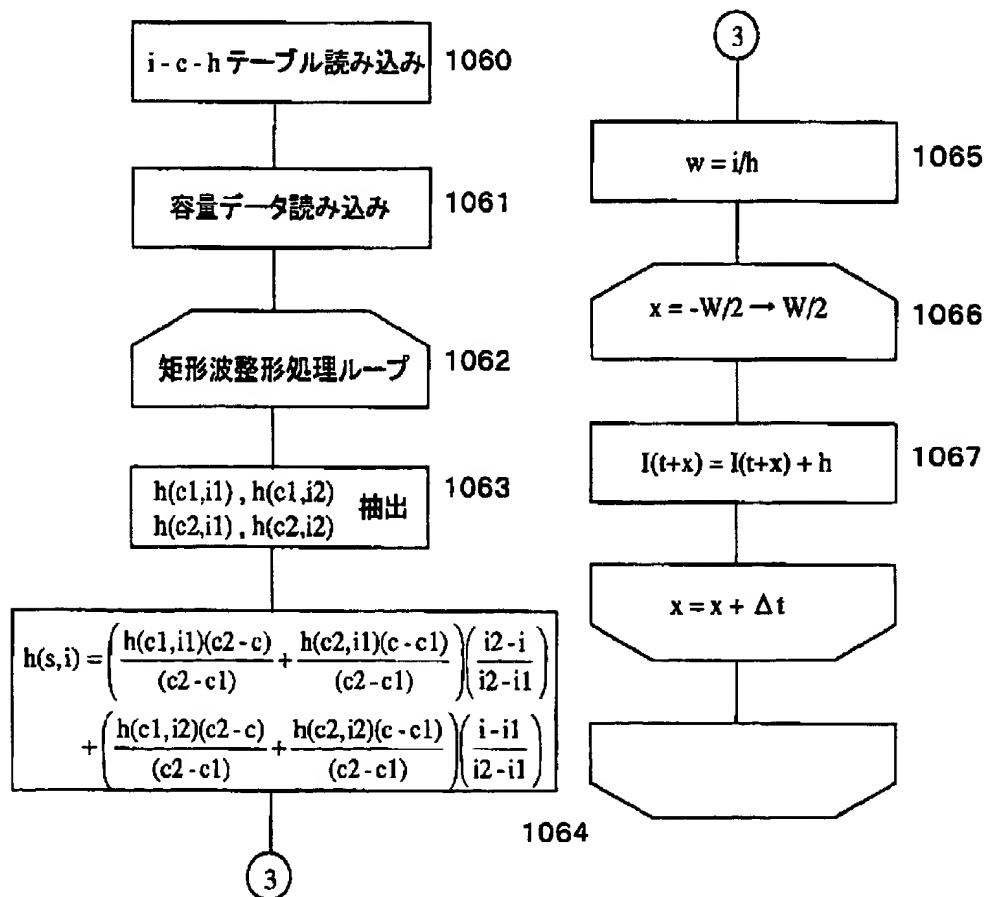 i - c - h テーブル読み込み 1060
容量データ読み込み 1061
矩形波整形処理ループ 1062
h(c1,i1) , h(c1,i2)
h(c2,i1) , h(c2,i2) 抽出 1063
h(s,i) = ( h(c1,i1)(c2 - c) / (c2 - c1) + h(c2,i1)(c - c1) / (c2 - c1) ) ( i2 - i / i2 - i1 )
+ ( h(c1,i2)(c2 - c) / (c2 - c1) + h(c2,i2)(c - c1) / (c2 - c1) ) ( i - i1 / i2 - i1 )
1064
3
3
w = i/h 1065
x = -W/2 → W/2 1066
I(t+x) = I(t+x) + h 1067
x = x + Δt